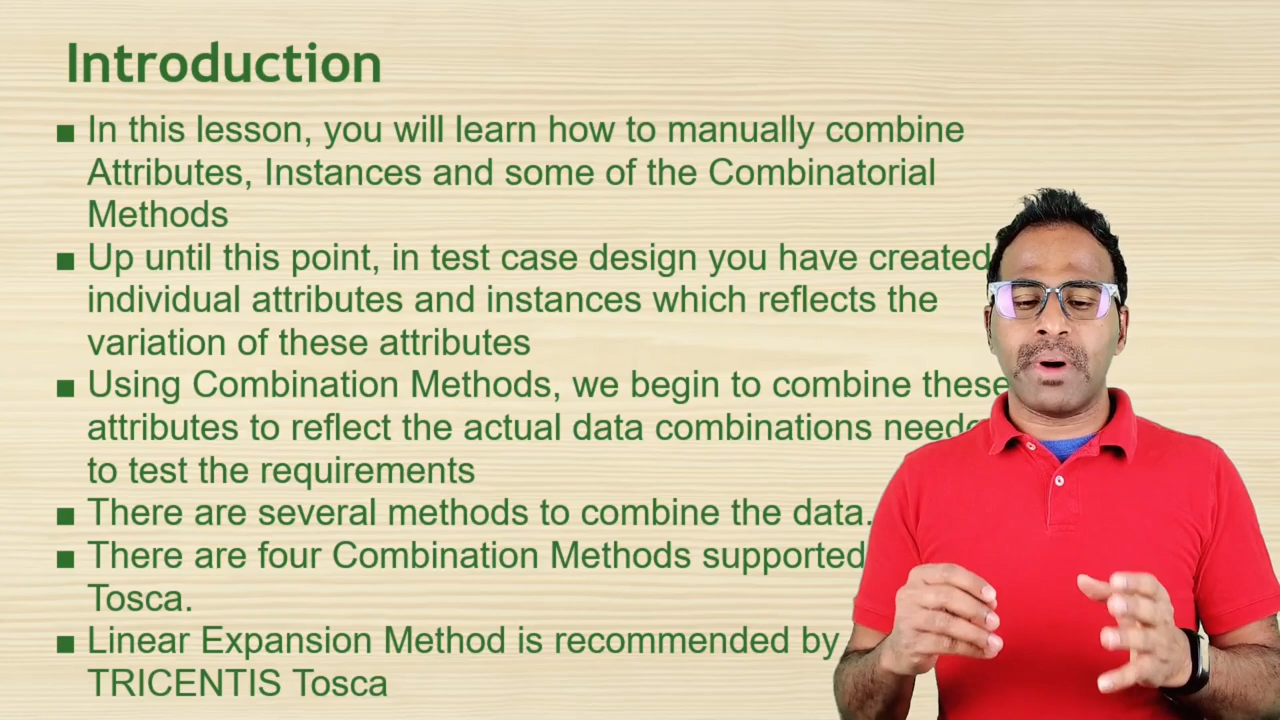 Introduction
■ In this lesson, you will learn how to manually combine
Attributes, Instances and some of the Combinatorial
Methods
■ Up until this point, in test case design you have created
individual attributes and instances which reflects the
variation of these attributes
■ Using Combination Methods, we begin to combine these
attributes to reflect the actual data combinations
to test the requirements
■ There are several methods to combine the data.
■ There are four Combination Methods supported
Tosca.
■ Linear Expansion Method is recommended by
TRICENTIS Tosca